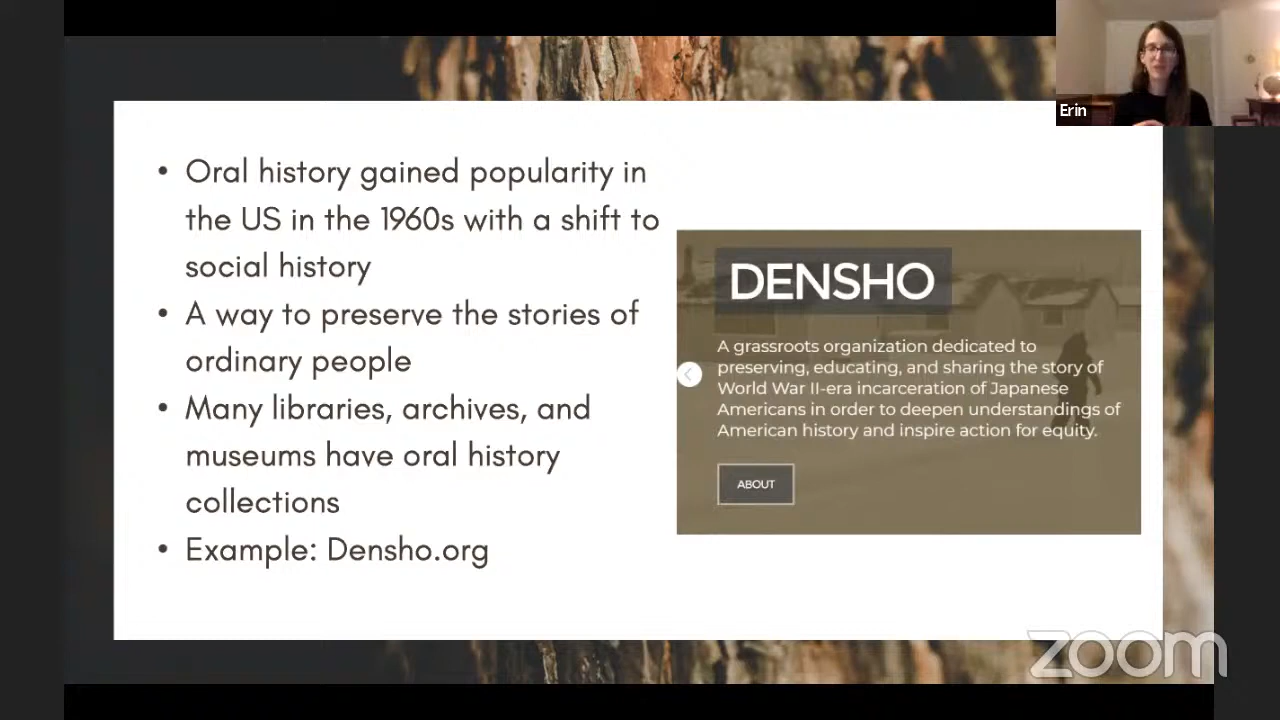 Erin
• Oral history gained popularity in
the US in the 1960s with a shift to
social history
• A way to preserve the stories of
ordinary people
• Many libraries, archives, and
museums have oral history
collections
• Example: Densho.org
DENSHO
A grassroots organization dedicated to
preserving, educating, and sharing the story of
World War II-era incarceration of Japanese
Americans in order to deepen understandings of
American history and inspire action for equity.
ABOUT
zoom